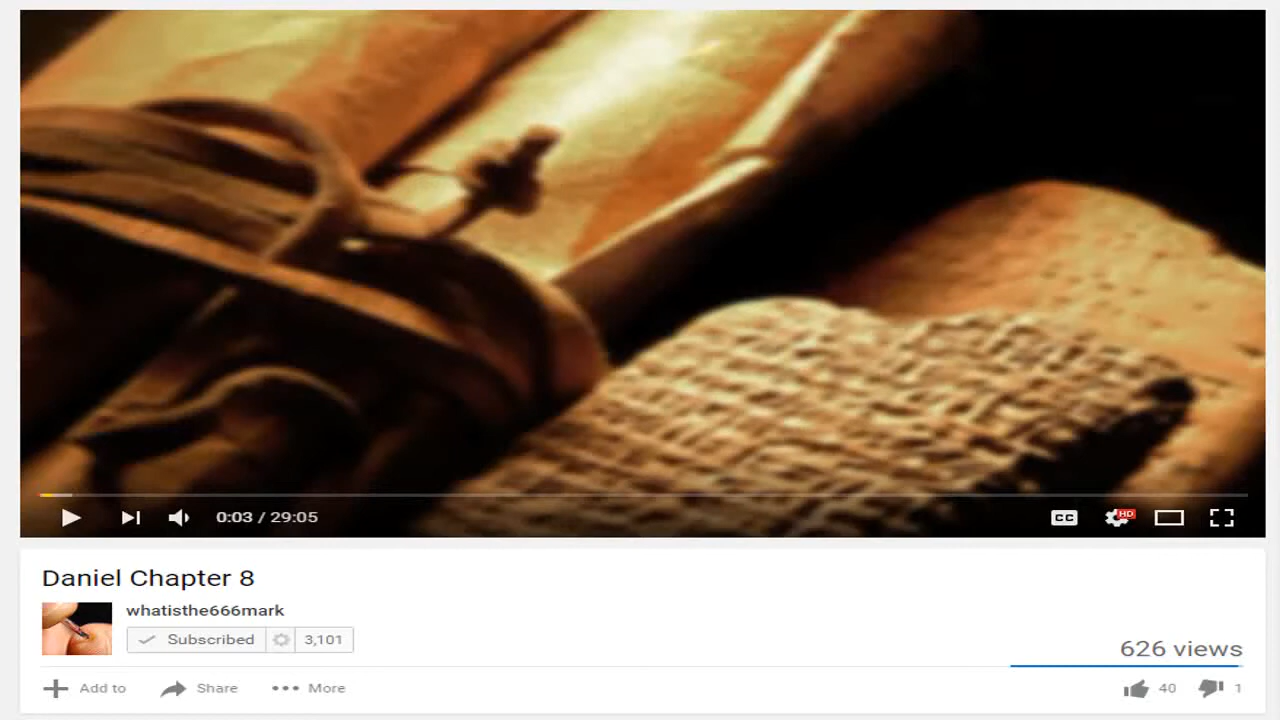 0:03 / 29:05
CC
HD
Daniel Chapter 8
whatisthe666mark
Subscribed 3,101
626 views
Add to Share More 40 1